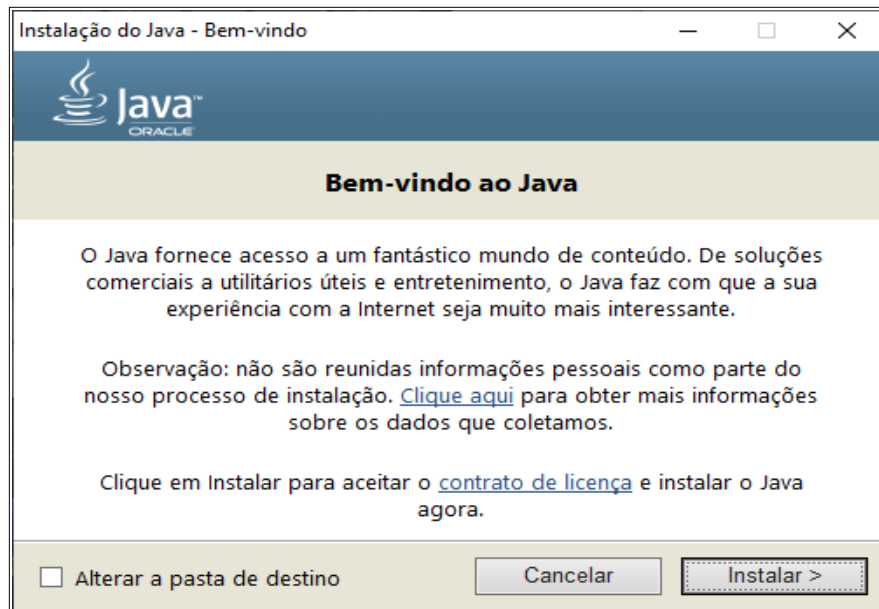 Instalação do Java - Bem-vindo
Java™
ORACLE
Bem-vindo ao Java
O Java fornece acesso a um fantástico mundo de conteúdo. De soluções
comerciais a utilitários úteis e entretenimento, o Java faz com que a sua
experiência com a Internet seja muito mais interessante.
Observação: não são reunidas informações pessoais como parte do
nosso processo de instalação. Clique aqui para obter mais informações
sobre os dados que coletamos.
Clique em Instalar para aceitar o contrato de licença e instalar o Java
agora.
Alterar a pasta de destino
Cancelar
Instalar >